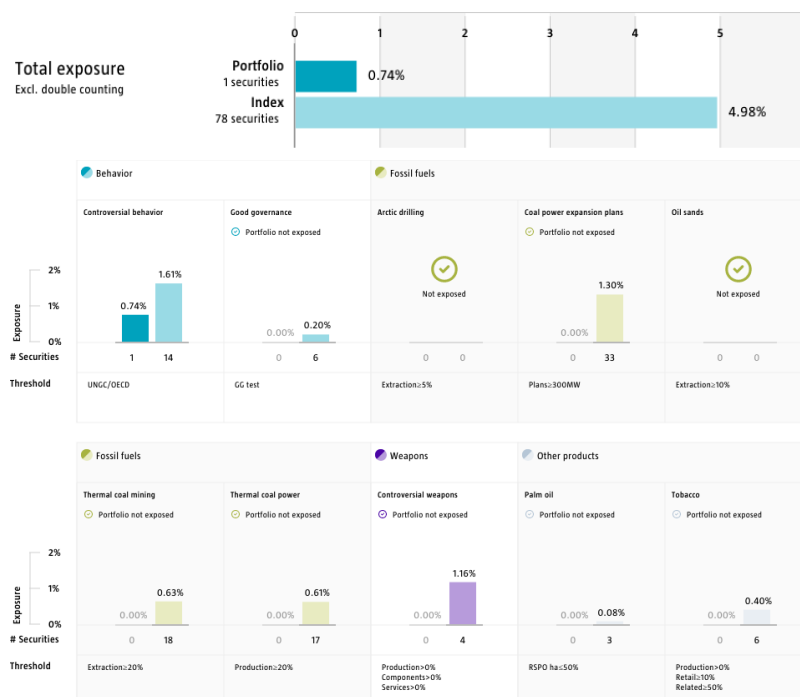 0 1 2 3 4 5
Total exposure
Excl. double counting
Portfolio
1 securities
0.74%
Index
78 securities
4.98%
Behavior
Fossil fuels
Controversial behavior
Good governance
Arctic drilling
Coal power expansion plans
Oil sands
Portfolio not exposed
Portfolio not exposed
Not exposed
Not exposed
Exposure
2%
1%
0%
0.74%
1.61%
0.00%
0.20%
0.00%
1.30%
# Securities
1 14 0 6 0 0 0 33 0 0
Threshold
UNGC/OECD
GG test
Extraction≥5%
Plans≥300MW
Extraction≥10%
Fossil fuels
Weapons
Other products
Thermal coal mining
Thermal coal power
Controversial weapons
Palm oil
Tobacco
Portfolio not exposed
Portfolio not exposed
Portfolio not exposed
Portfolio not exposed
Portfolio not exposed
Exposure
2%
1%
0%
0.00%
0.63%
0.00%
0.61%
0.00%
1.16%
0.00%
0.08%
0.00%
0.40%
# Securities
0 18 0 17 0 4 0 3 0 6
Threshold
Extraction≥20%
Production≥20%
Production>0%
Components>0%
Services>0%
RSPO ha≤50%
Production>0%
Retail≥10%
Related≥50%